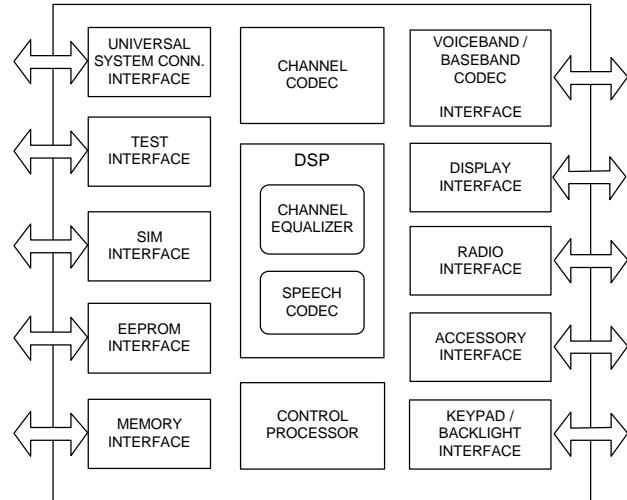 UNIVERSAL
SYSTEM CONN.
INTERFACE
TEST
INTERFACE
SIM
INTERFACE
EEPROM
INTERFACE
MEMORY
INTERFACE
CHANNEL
CODEC
DSP
CHANNEL
EQUALIZER
SPEECH
CODEC
CONTROL
PROCESSOR
VOICEBAND /
BASEBAND
CODEC
INTERFACE
DISPLAY
INTERFACE
RADIO
INTERFACE
ACCESSORY
INTERFACE
KEYPAD /
BACKLIGHT
INTERFACE